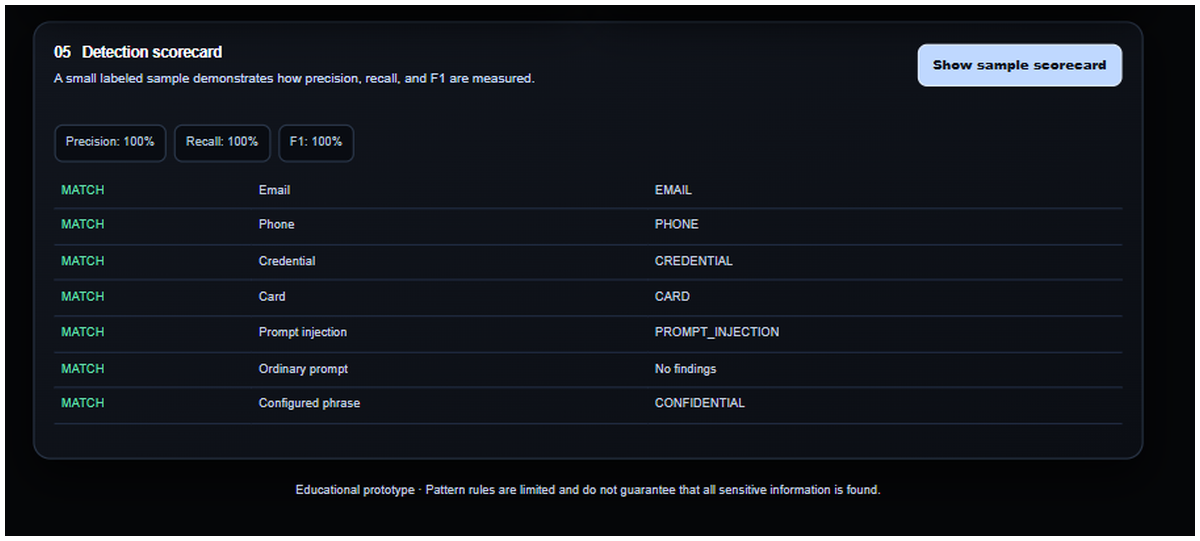 05 Detection scorecard
A small labeled sample demonstrates how precision, recall, and F1 are measured.
Show sample scorecard
Precision: 100% Recall: 100% F1: 100%
MATCH Email EMAIL
MATCH Phone PHONE
MATCH Credential CREDENTIAL
MATCH Card CARD
MATCH Prompt injection PROMPT_INJECTION
MATCH Ordinary prompt No findings
MATCH Configured phrase CONFIDENTIAL
Educational prototype · Pattern rules are limited and do not guarantee that all sensitive information is found.